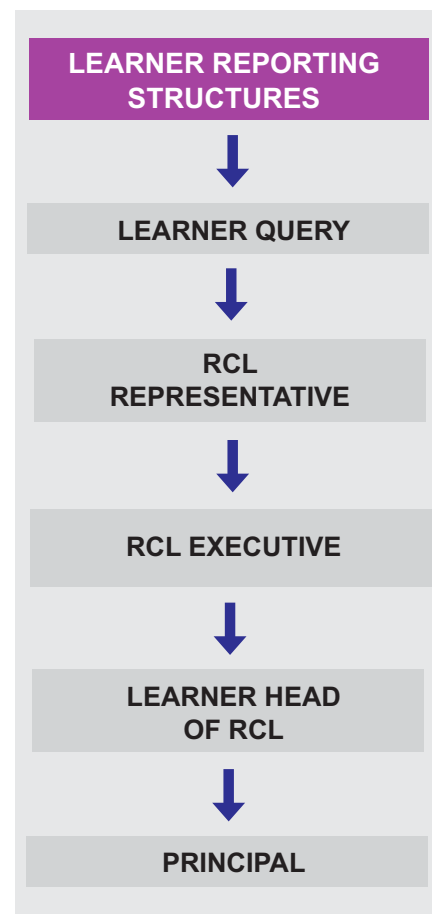 LEARNER REPORTING
STRUCTURES
LEARNER QUERY
RCL
REPRESENTATIVE
RCL EXECUTIVE
LEARNER HEAD
OF RCL
PRINCIPAL